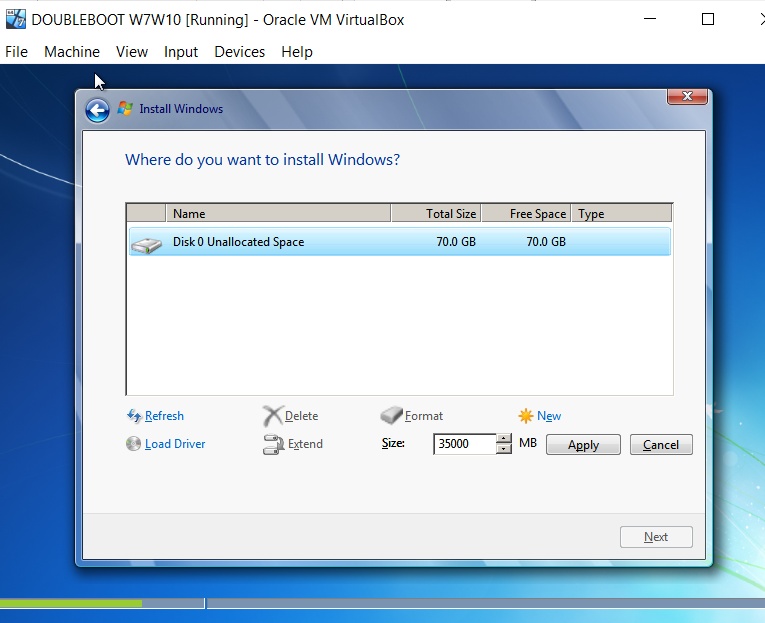 DOUBLEBOOT W7W10 [Running] - Oracle VM VirtualBox
File Machine View Input Devices Help
Install Windows
Where do you want to install Windows?
Name Total Size Free Space Type
Disk 0 Unallocated Space 70.0 GB 70.0 GB
Refresh Delete Format New
Load Driver Extend Size: 35000 MB Apply Cancel
Next